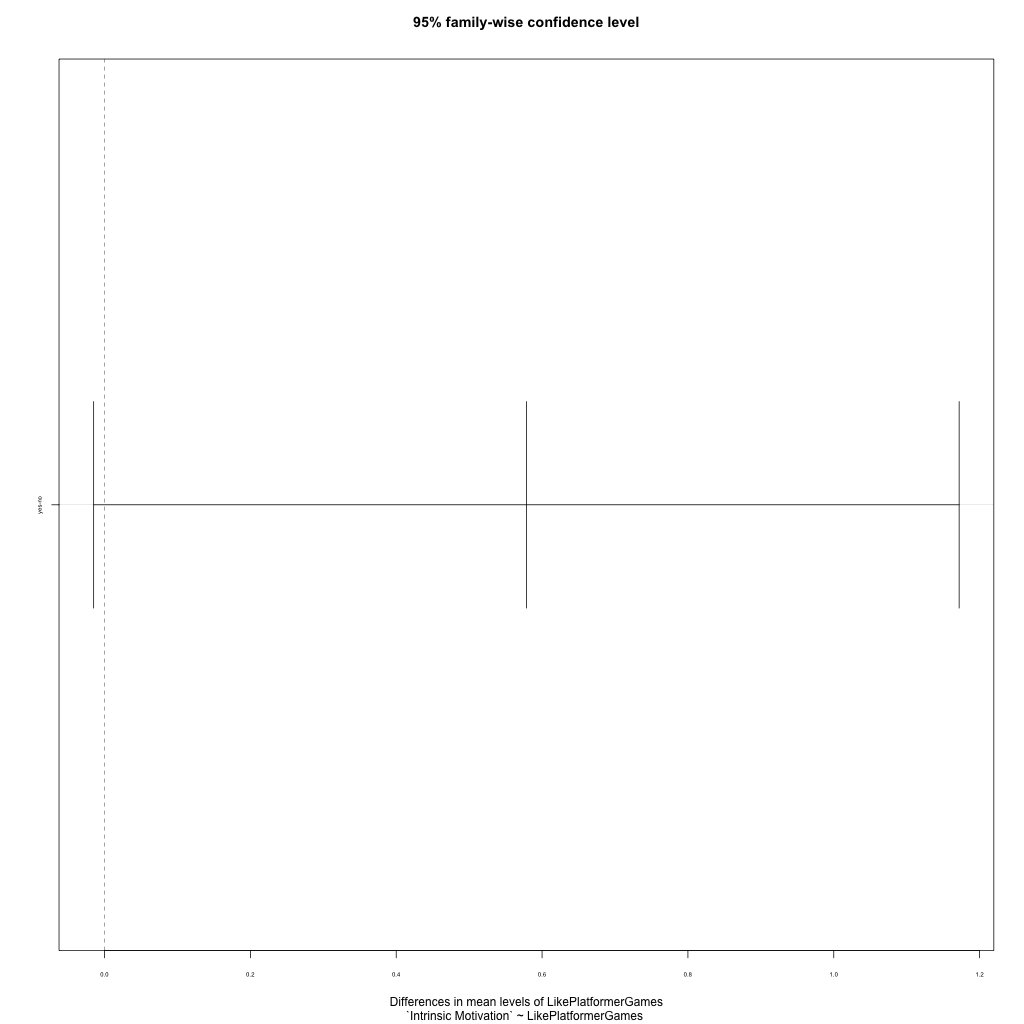 95% family-wise confidence level
yes-no
0.0
0.2
0.4
0.6
0.8
1.0
1.2
Differences in mean levels of LikePlatformerGames
`Intrinsic Motivation` ~ LikePlatformerGames